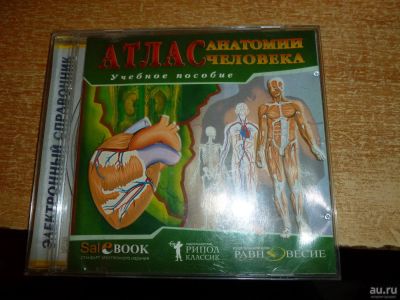 АТЛАС АНАТОМИИ
ЧЕЛОВЕКА
Учебное пособие
ЭЛЕКТРОННЫЙ СПРАВОЧНИК
SaleBOOK
РИПОЛ
КЛАССИК
РАВНОВЕСИЕ
au.ru